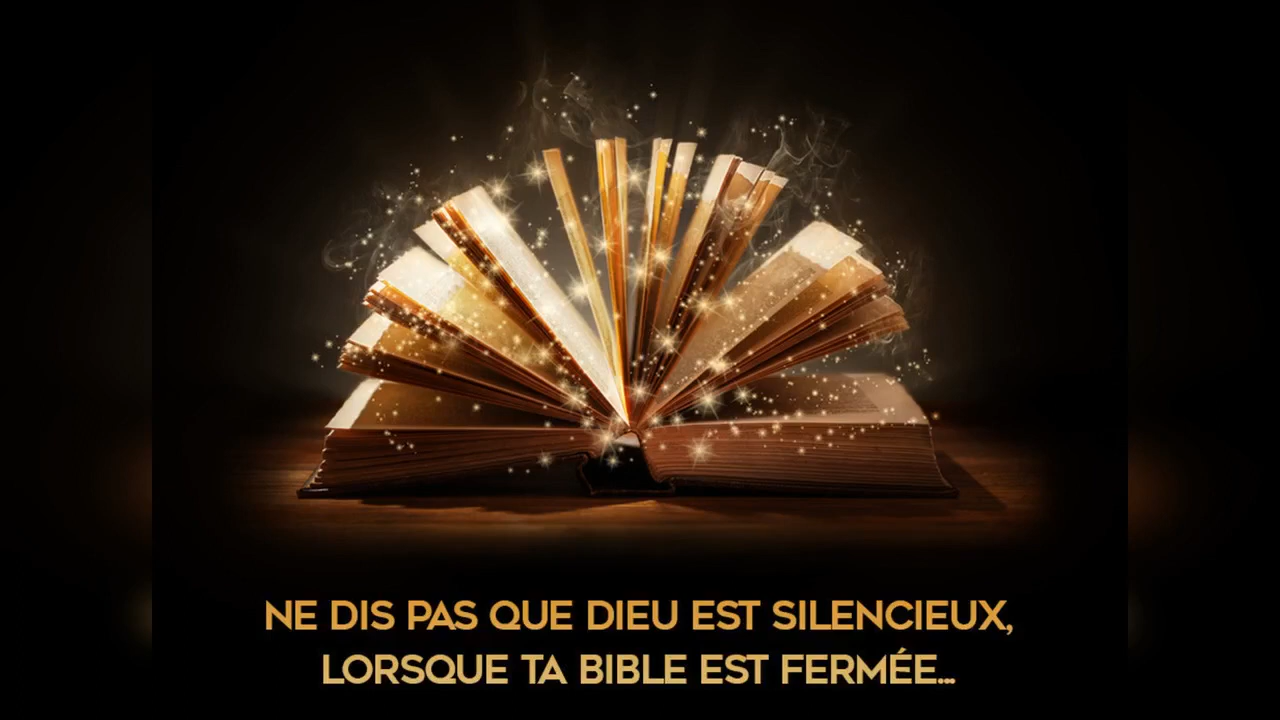 NE DIS PAS QUE DIEU EST SILENCIEUX,
LORSQUE TA BIBLE EST FERMÉE...